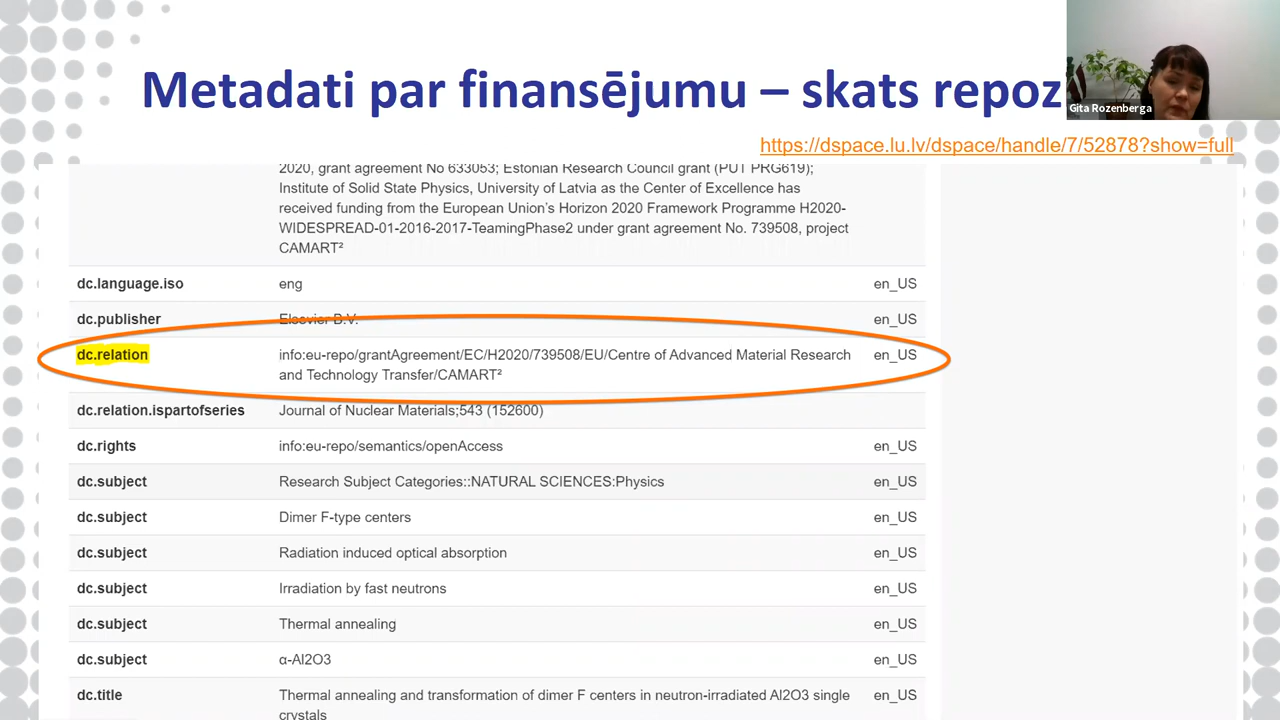 Metadati par finansējumu – skats repoz
Gita Rozenberga
https://dspace.lu.lv/dspace/handle/7/52878?show=full
2020, grant agreement No 633053; Estonian Research Council grant (PUT PRG619);
Institute of Solid State Physics, University of Latvia as the Center of Excellence has
received funding from the European Union's Horizon 2020 Framework Programme H2020-
WIDESPREAD-01-2016-2017-TeamingPhase2 under grant agreement No. 739508, project
CAMART²
dc.language.iso eng en_US
dc.publisher Elsevier B.V. en_US
dc.relation info:eu-repo/grantAgreement/EC/H2020/739508/EU/Centre of Advanced Material Research en_US
and Technology Transfer/CAMART²
dc.relation.ispartofseries Journal of Nuclear Materials;543 (152600)
dc.rights info:eu-repo/semantics/openAccess en_US
dc.subject Research Subject Categories::NATURAL SCIENCES:Physics en_US
dc.subject Dimer F-type centers en_US
dc.subject Radiation induced optical absorption en_US
dc.subject Irradiation by fast neutrons en_US
dc.subject Thermal annealing en_US
dc.subject α-Al2O3 en_US
dc.title Thermal annealing and transformation of dimer F centers in neutron-irradiated Al2O3 single en_US
crystals